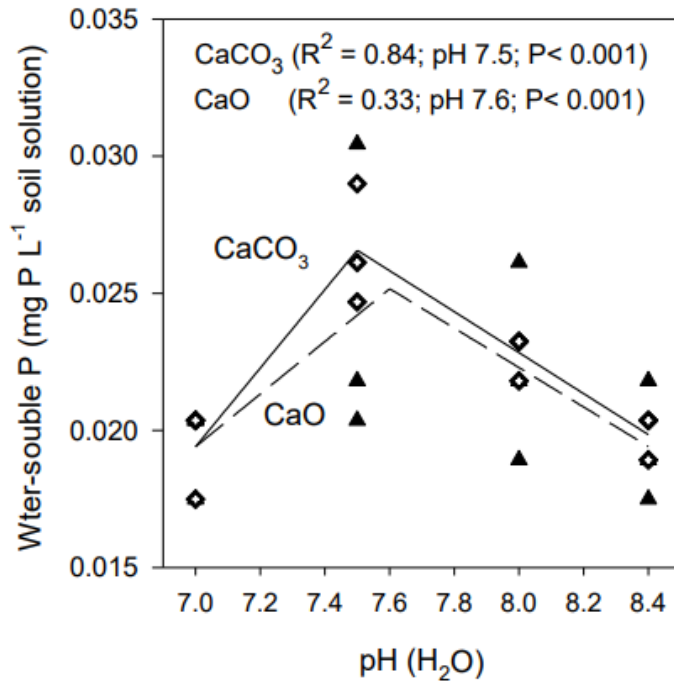 0.035
CaCO₃ (R² = 0.84; pH 7.5; P< 0.001)
CaO (R² = 0.33; pH 7.6; P< 0.001)
0.030
CaCO₃
0.025
CaO
0.020
0.015
7.0 7.2 7.4 7.6 7.8 8.0 8.2 8.4
pH (H₂O)
Wter-souble P (mg P L⁻¹ soil solution)